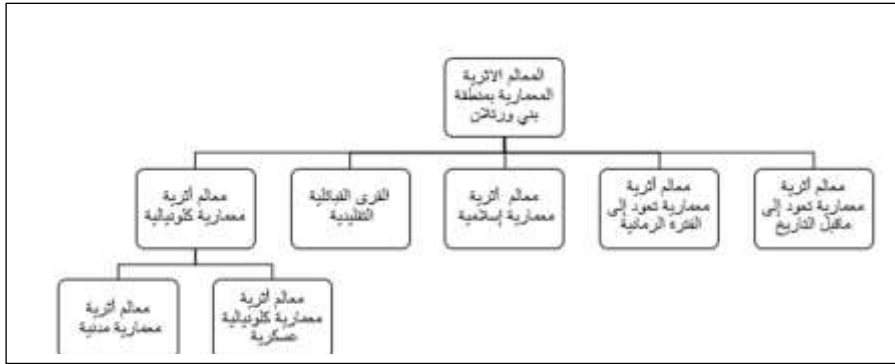 المعالم الاثرية
المعمارية بمنطقة
بني ورتلان
معالم أثرية
معمارية تعود إلى
ماقبل التاريخ
معالم أثرية
معمارية تعود إلى
الفترة الرمانية
معالم أثرية
معمارية إسلامية
القرى القبائلية
التقليدية
معالم أثرية
معمارية كلونيالية
معالم أثرية
معمارية كلونيالية
عسكرية
معالم أثرية
معمارية مدنية